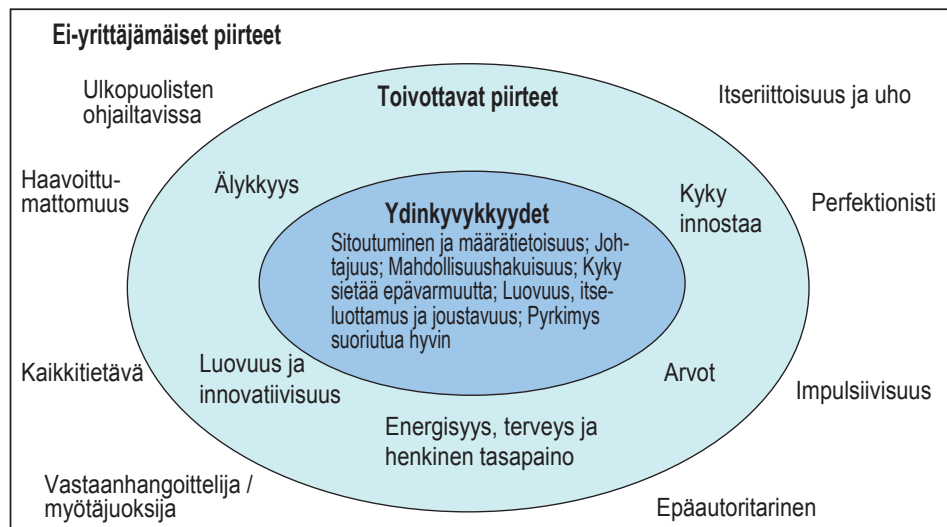 Ei-yrittäjämäiset piirteet
Ulkopuolisten
ohjailtavissa
Toivottavat piirteet
Itseriittoisuus ja uho
Haavoittu-
mattomuus
Älykkyys
Kyky
innostaa
Perfektionisti
Ydinkyvykkyydet
Sitoutuminen ja määrätietoisuus; Joh-
tajuus; Mahdollisuushakuisuus; Kyky
sietää epävarmuutta; Luovuus, itse-
luottamus ja joustavuus; Pyrkimys
suoriutua hyvin
Kaikkitietävä
Luovuus ja
innovatiivisuus
Arvot
Impulsiivisuus
Energisyys, terveys ja
henkinen tasapaino
Vastaanhangoittelija /
myötäjuoksija
Epäautoritarinen